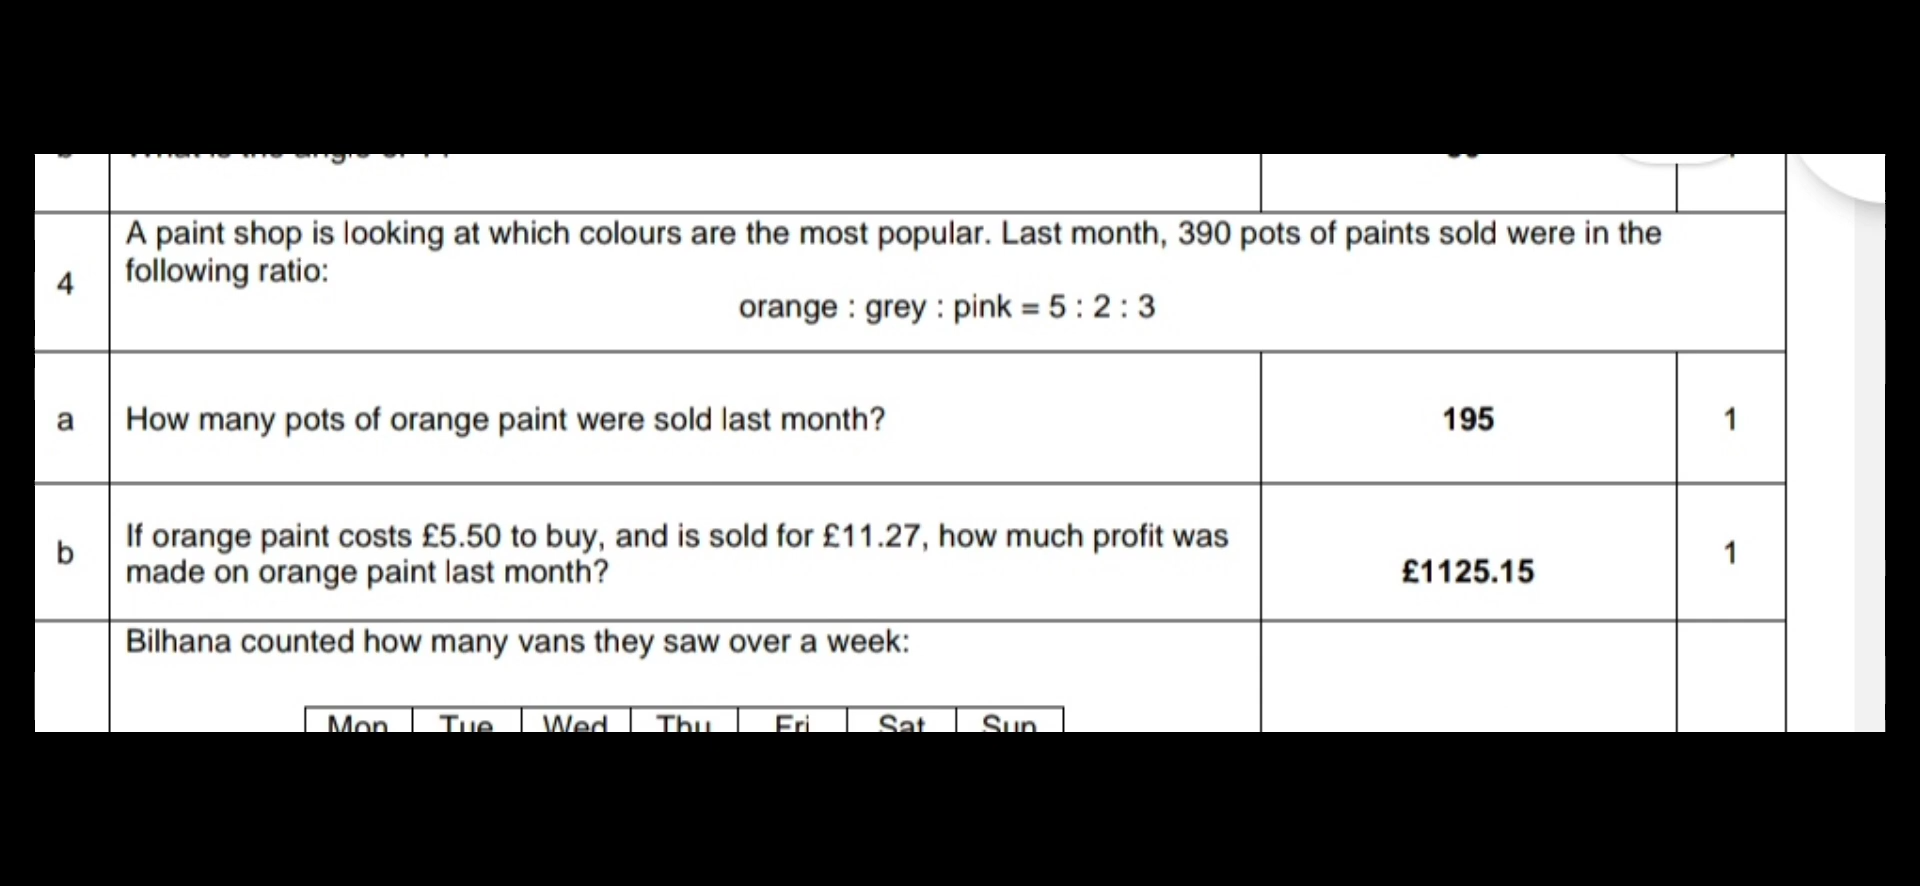 4
A paint shop is looking at which colours are the most popular. Last month, 390 pots of paints sold were in the
following ratio:
orange : grey : pink = 5 : 2 : 3
a
How many pots of orange paint were sold last month?
195
1
b
If orange paint costs £5.50 to buy, and is sold for £11.27, how much profit was
made on orange paint last month?
£1125.15
1
Bilhana counted how many vans they saw over a week:
Mon Tue Wed Thu Fri Sat Sun